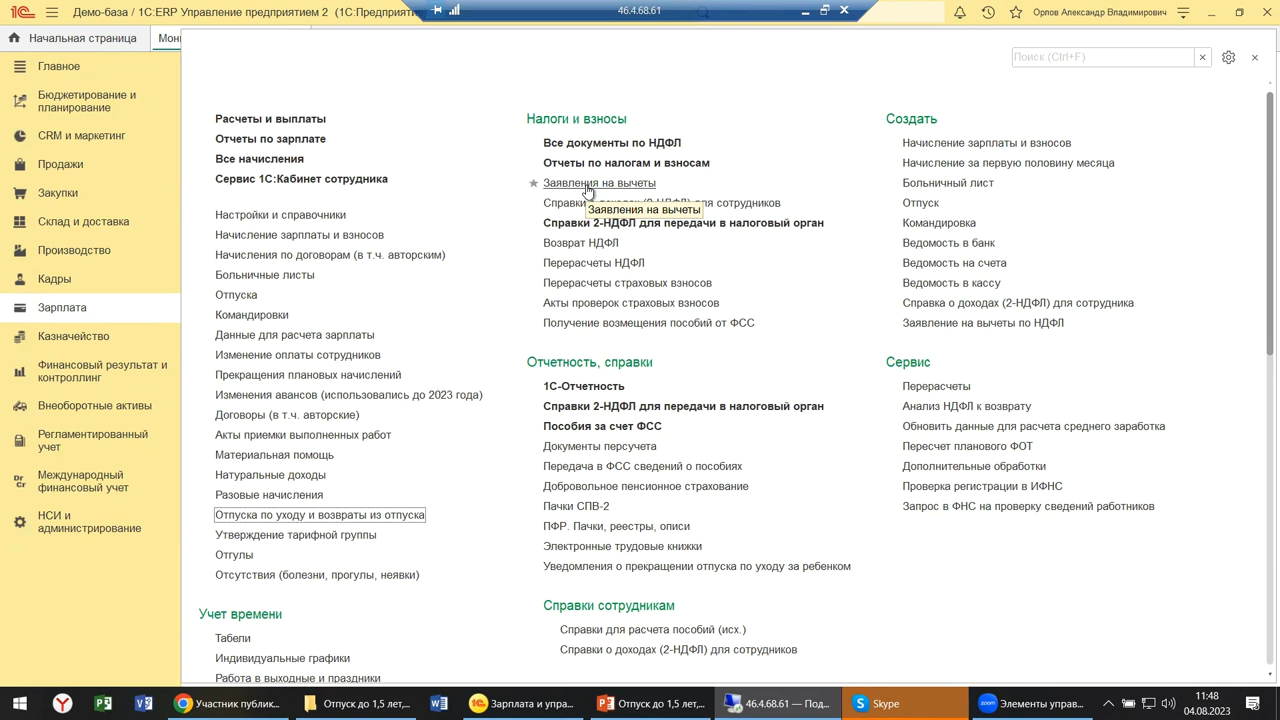 Демо-база / 1С:ERP Управление предприятием 2 (1С:Предприятие
46.4.68.61
Орлов Александр Владимирович
Начальная страница
Мони
Поиск (Ctrl+F)
Главное
Бюджетирование и
планирование
CRM и маркетинг
Продажи
Закупки
Склад и доставка
Производство
Кадры
Зарплата
Казначейство
Финансовый результат и
контроллинг
Внеоборотные активы
Регламентированный
учет
Международный
финансовый учет
НСИ и
администрирование
Расчеты и выплаты
Отчеты по зарплате
Все начисления
Сервис 1С:Кабинет сотрудника
Настройки и справочники
Начисление зарплаты и взносов
Начисления по договорам (в т.ч. авторским)
Больничные листы
Отпуска
Командировки
Данные для расчета зарплаты
Изменение оплаты сотрудников
Прекращения плановых начислений
Изменения авансов (использовались до 2023 года)
Договоры (в т.ч. авторские)
Акты приемки выполненных работ
Материальная помощь
Натуральные доходы
Разовые начисления
Отпуска по уходу и возвраты из отпуска
Утверждение тарифной группы
Отгулы
Отсутствия (болезни, прогулы, неявки)
Учет времени
Табели
Индивидуальные графики
Работа в выходные и праздники
Налоги и взносы
Все документы по НДФЛ
Отчеты по налогам и взносам
Заявления на вычеты
Справки для сотрудников
Заявления на вычеты
Справки 2-НДФЛ для передачи в налоговый орган
Возврат НДФЛ
Перерасчеты НДФЛ
Перерасчеты страховых взносов
Акты проверок страховых взносов
Получение возмещения пособий от ФСС
Отчетность, справки
1С-Отчетность
Справки 2-НДФЛ для передачи в налоговый орган
Пособия за счет ФСС
Документы персучета
Передача в ФСС сведений о пособиях
Добровольное пенсионное страхование
Пачки СПВ-2
ПФР. Пачки, реестры, описи
Электронные трудовые книжки
Уведомления о прекращении отпуска по уходу за ребенком
Справки сотрудникам
Справки для расчета пособий (исх.)
Справки о доходах (2-НДФЛ) для сотрудников
Создать
Начисление зарплаты и взносов
Начисление за первую половину месяца
Больничный лист
Отпуск
Командировка
Ведомость в банк
Ведомость на счета
Ведомость в кассу
Справка о доходах (2-НДФЛ) для сотрудника
Заявление на вычеты по НДФЛ
Сервис
Перерасчеты
Анализ НДФЛ к возврату
Обновить данные для расчета среднего заработка
Пересчет планового ФОТ
Дополнительные обработки
Проверка регистрации в ИФНС
Запрос в ФНС на проверку сведений работников
Участник публик...
Отпуск до 1,5 лет,...
Зарплата и упра...
Отпуск до 1,5 лет,...
46.4.68.61 — Под...
Skype
zoom
Элементы управ...
11:48
04.08.2023